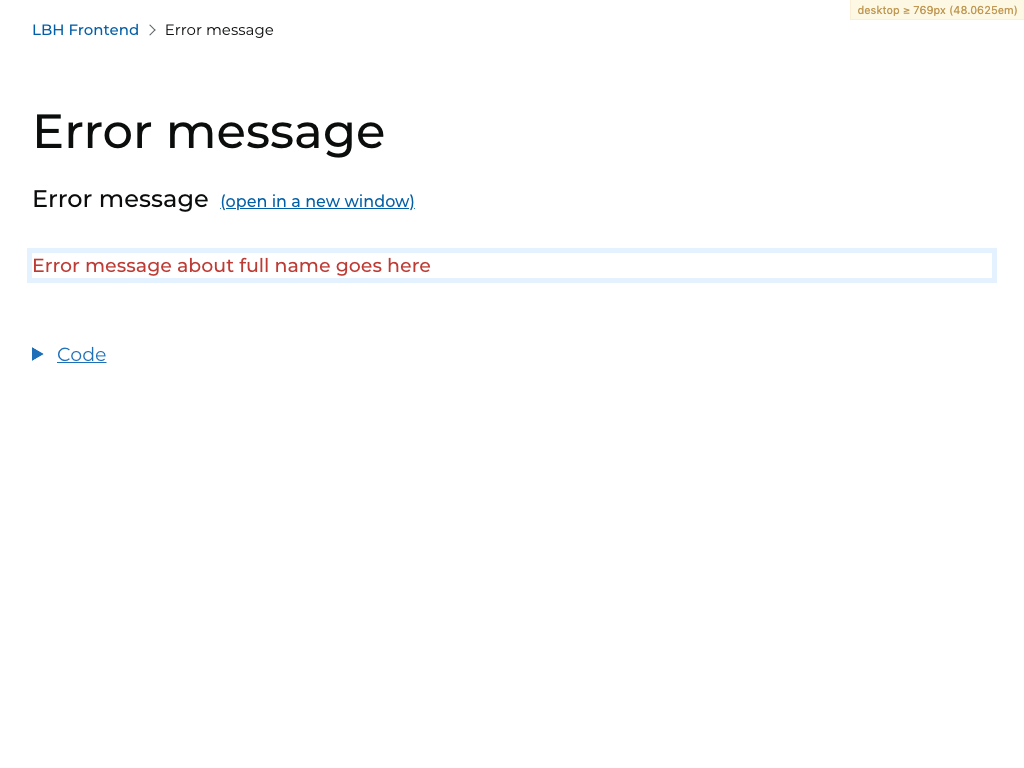 desktop ≥ 769px (48.0625em)
LBH Frontend > Error message
Error message
Error message (open in a new window)
Error message about full name goes here
Code